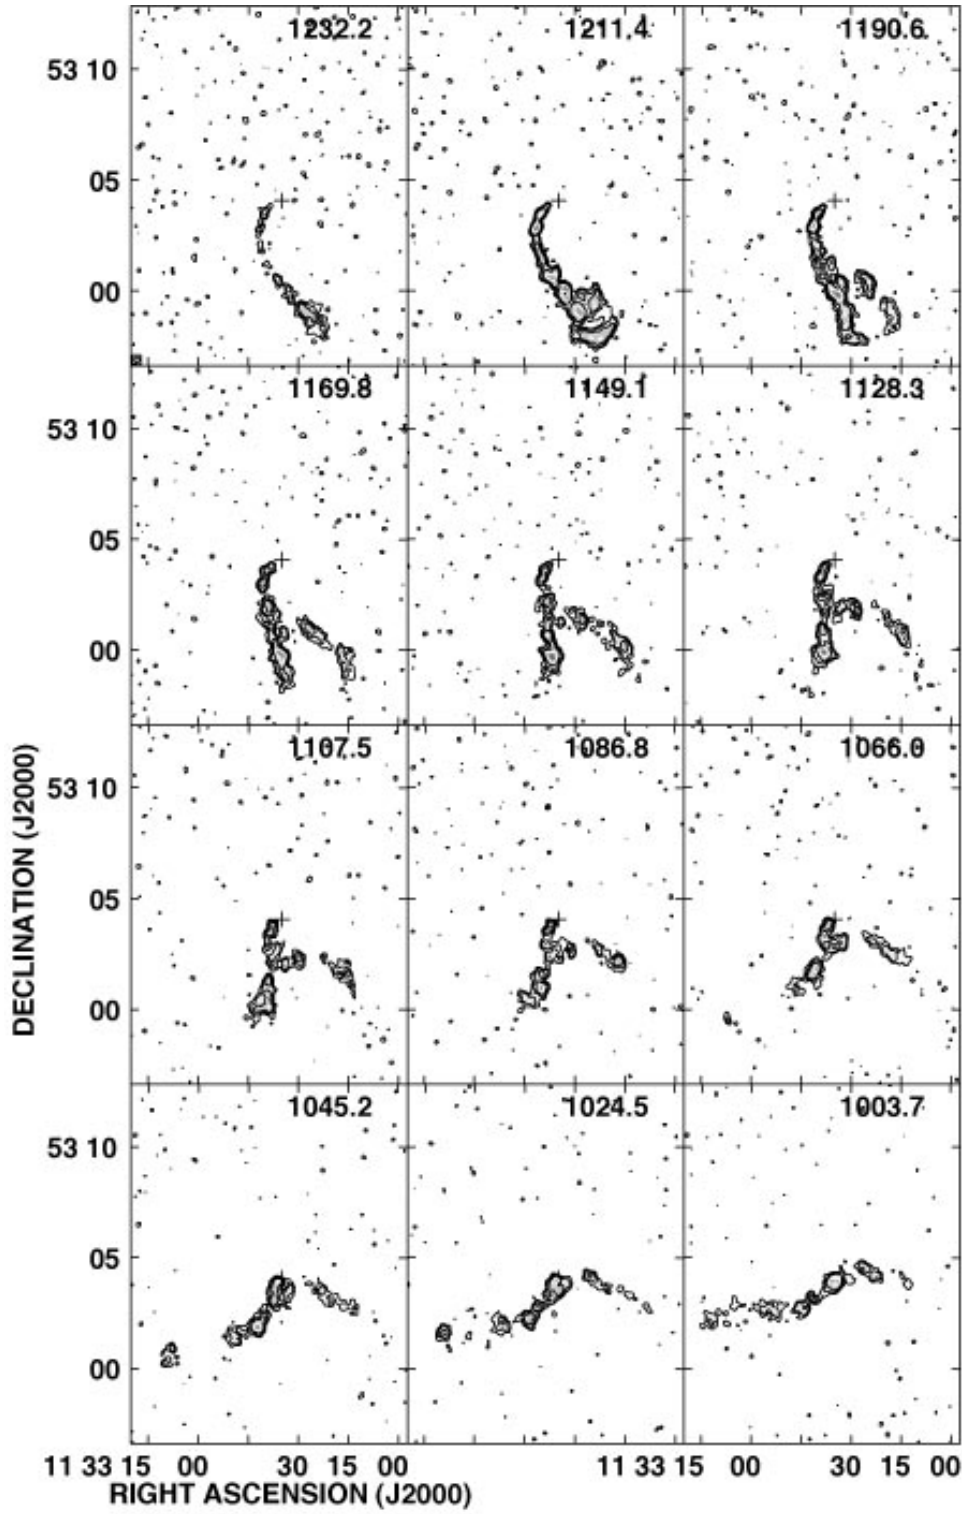 1232.2 1211.4 1190.6
53 10
05
00
1169.8 1149.1 1128.3
53 10
05
00
1107.5 1086.8 1066.0
53 10
05
00
1045.2 1024.5 1003.7
53 10
05
00
DECLINATION (J2000)
11 33 15 00 30 15 00 11 33 15 00 30 15 00
RIGHT ASCENSION (J2000)